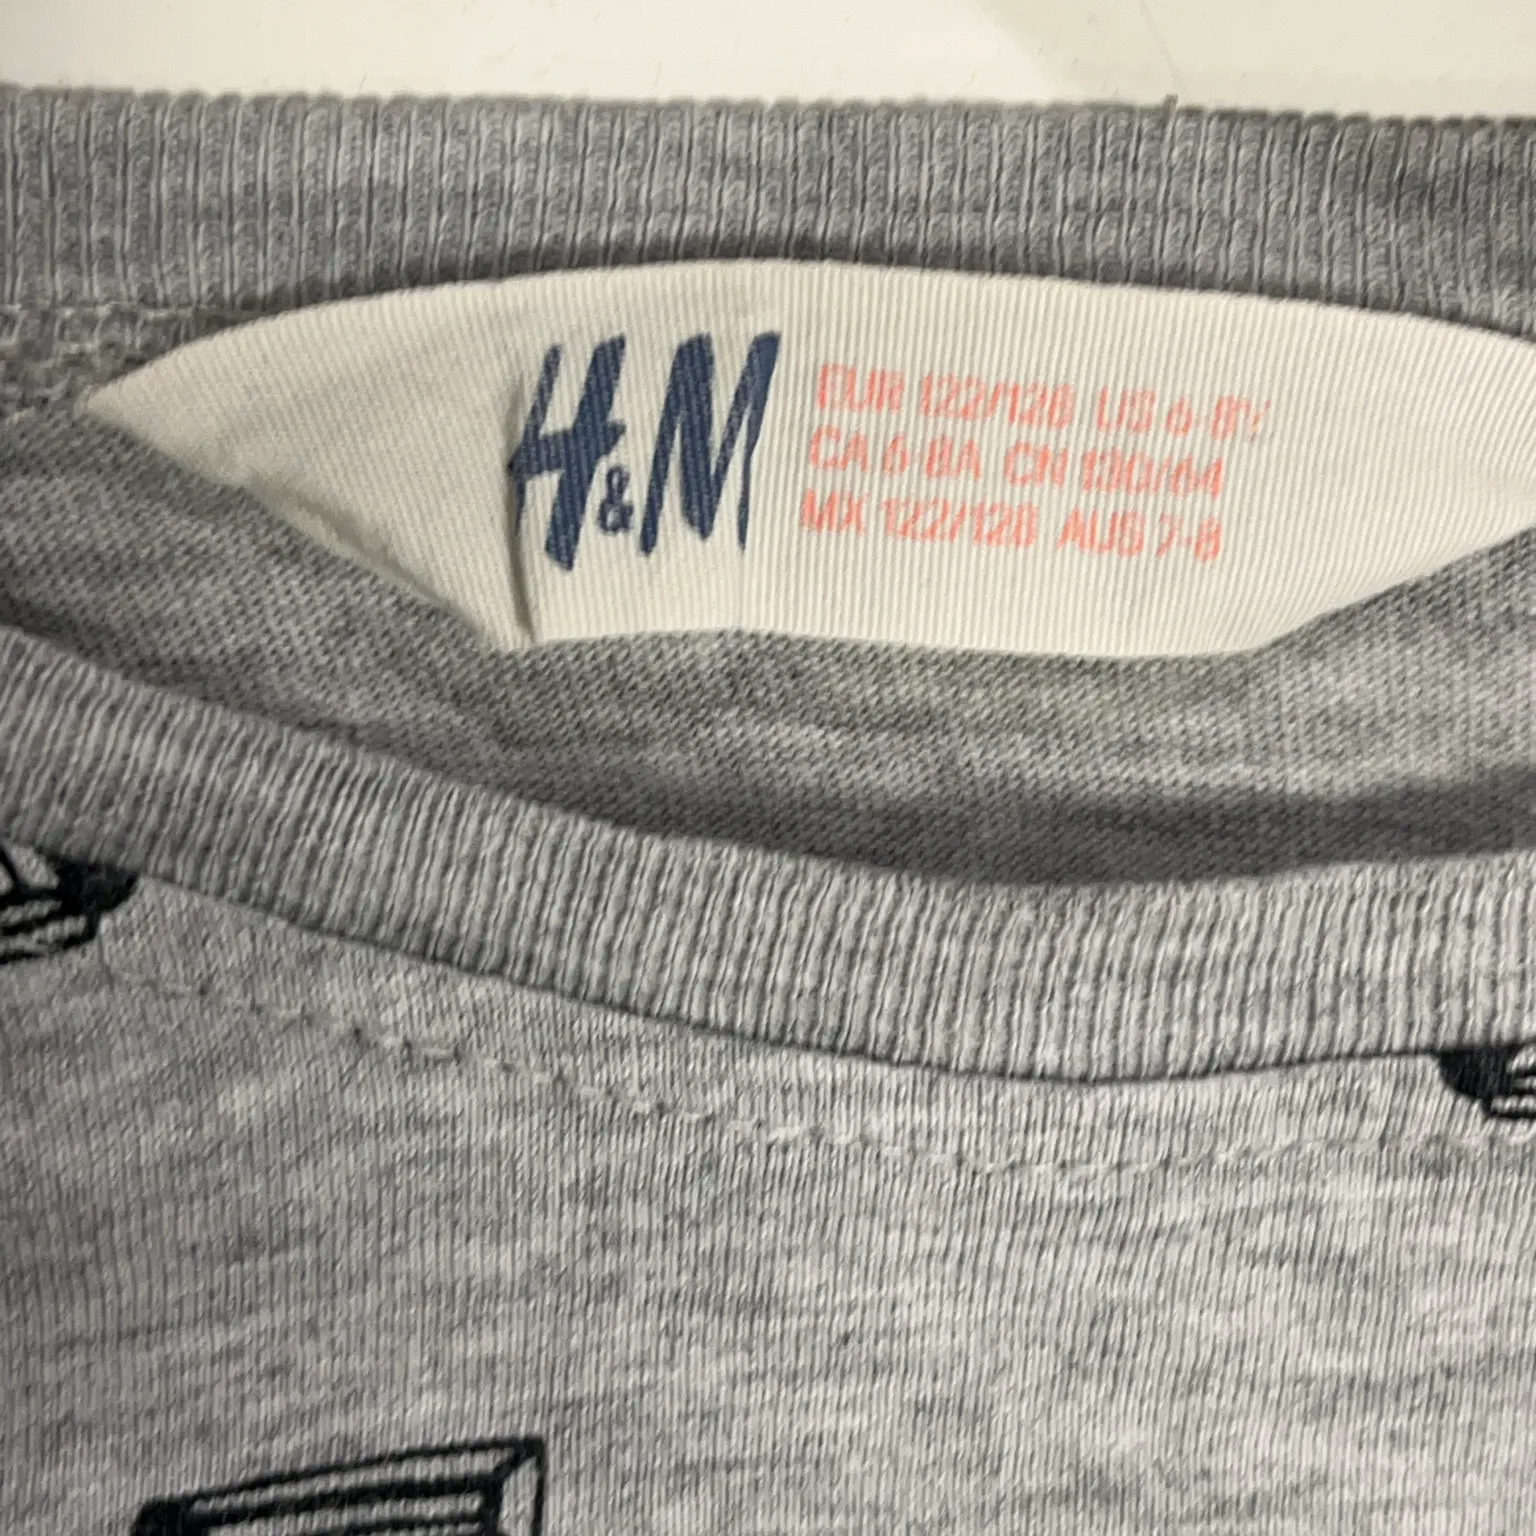 H&M
EUR 122/128 US 6-8Y
CA 6-8A CN 130/64
MX 122/128 AUS 7-8